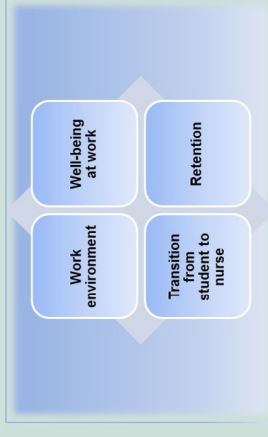 Work
environment
Well-being
at work
Transition
from
student to
nurse
Retention